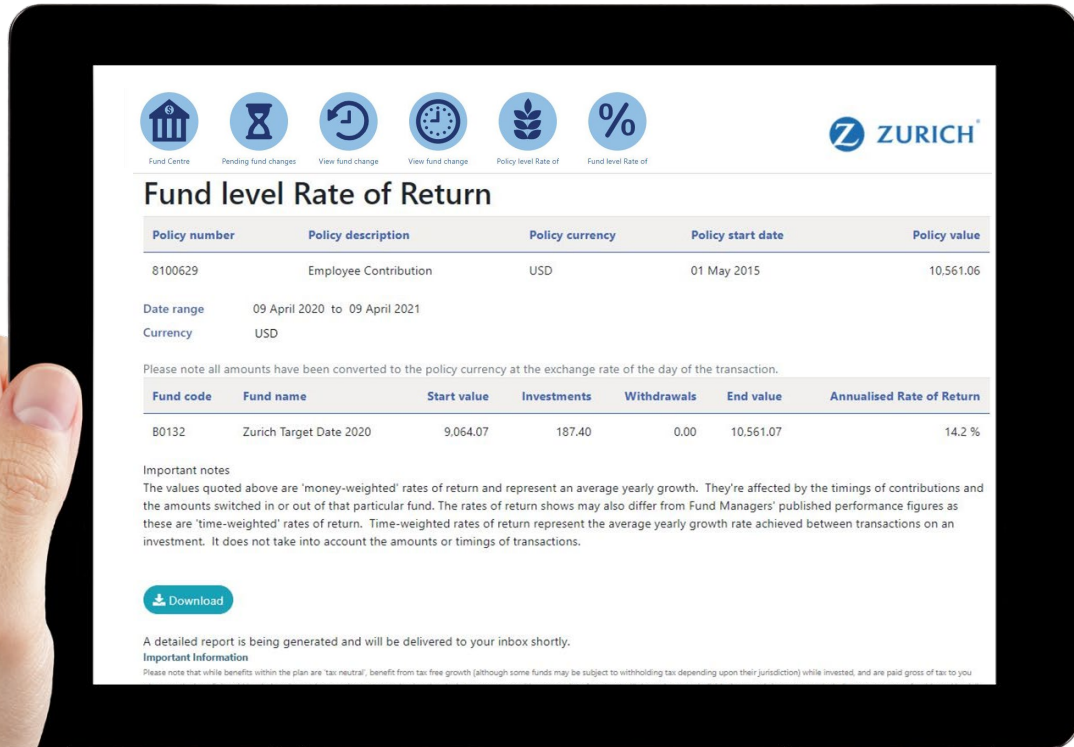 Fund Centre
Pending fund changes
View fund change
View fund change
Policy level Rate of
Fund level Rate of
ZURICH
Fund level Rate of Return
Policy number Policy description Policy currency Policy start date Policy value
8100629 Employee Contribution USD 01 May 2015 10,561.06
Date range 09 April 2020 to 09 April 2021
Currency USD
Please note all amounts have been converted to the policy currency at the exchange rate of the day of the transaction.
Fund code Fund name Start value Investments Withdrawals End value Annualised Rate of Return
B0132 Zurich Target Date 2020 9,064.07 187.40 0.00 10,561.07 14.2 %
Important notes
The values quoted above are 'money-weighted' rates of return and represent an average yearly growth. They're affected by the timings of contributions and
the amounts switched in or out of that particular fund. The rates of return shows may also differ from Fund Managers' published performance figures as
these are 'time-weighted' rates of return. Time-weighted rates of return represent the average yearly growth rate achieved between transactions on an
investment. It does not take into account the amounts or timings of transactions.
Download
A detailed report is being generated and will be delivered to your inbox shortly.
Important Information
Please note that while benefits within the plan are 'tax neutral', benefit from tax free growth (although some funds may be subject to withholding tax depending upon their jurisdiction) while invested, and are paid gross of tax to you